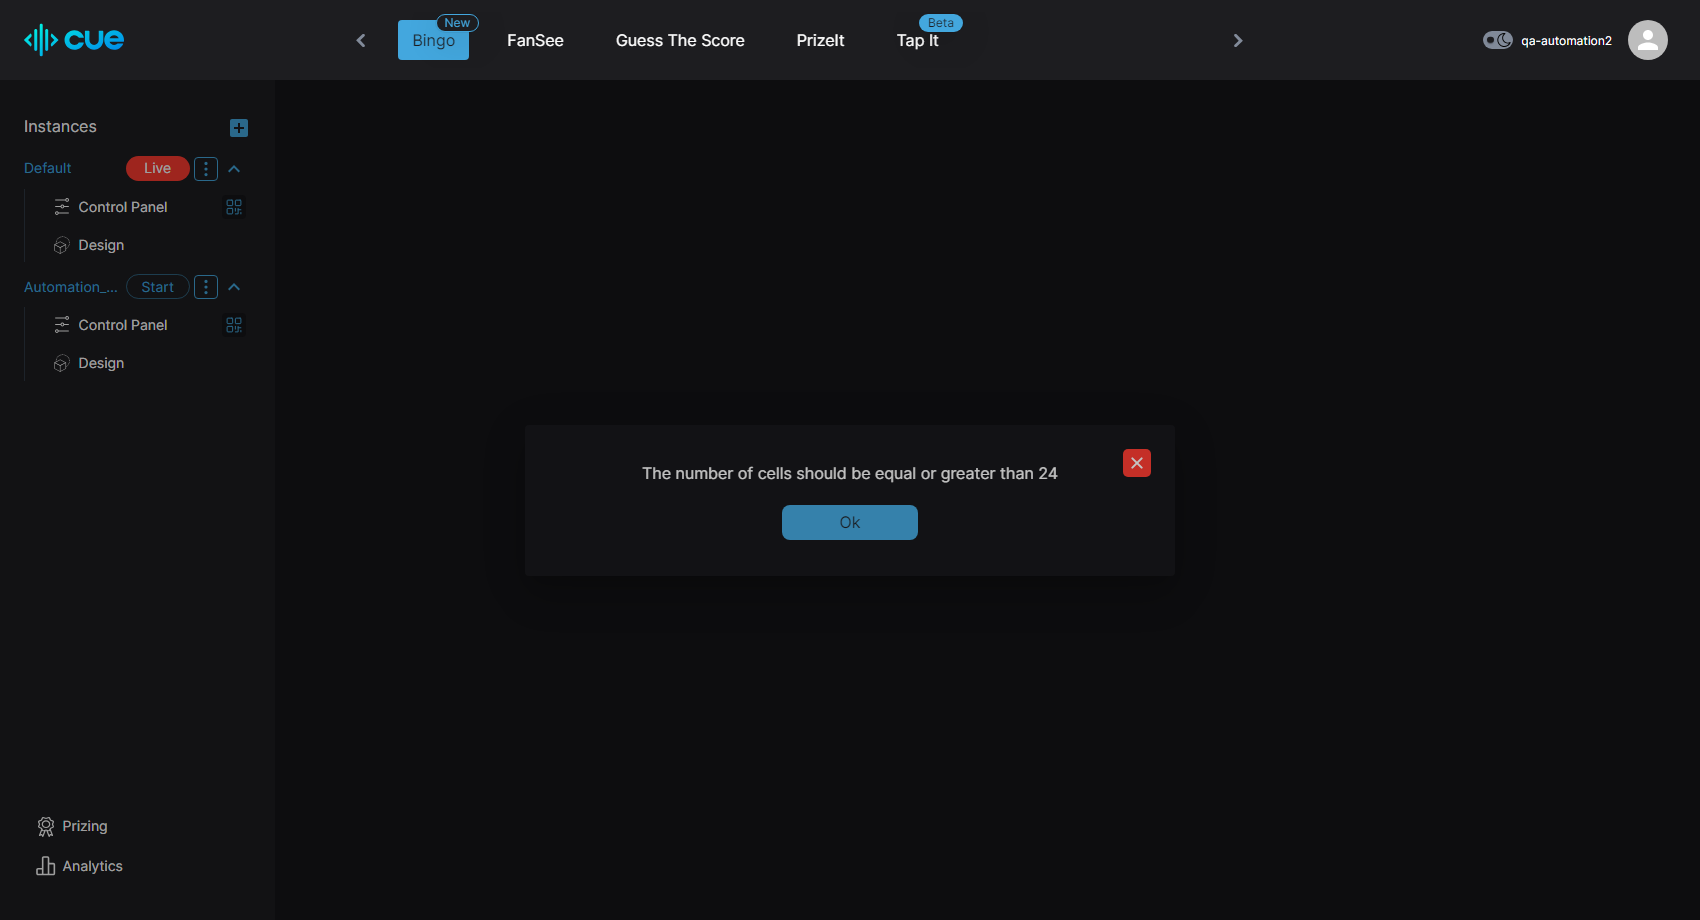 cue
New
Bingo
FanSee
Guess The Score
PrizeIt
Beta
Tap It
qa-automation2
Instances
Default
Live
Control Panel
Design
Automation_...
Start
Control Panel
Design
The number of cells should be equal or greater than 24
Ok
Prizing
Analytics